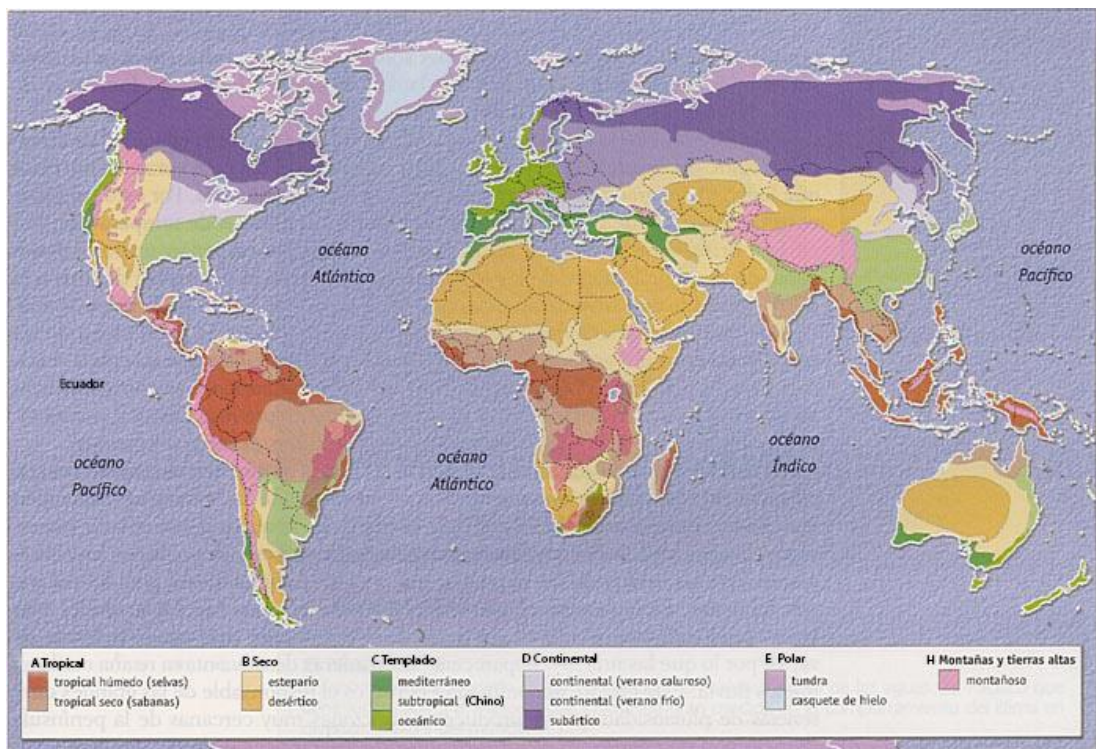 océano
Atlántico
océano
Pacífico
Ecuador
océano
Pacífico
océano
Atlántico
océano
Índico
A Tropical
tropical húmedo (selvas)
tropical seco (sabanas)
B Seco
estepario
desértico
C Templado
mediterráneo
subtropical (Chino)
oceánico
D Continental
continental (verano caluroso)
continental (verano frío)
subártico
E Polar
tundra
casquete de hielo
H Montañas y tierras altas
montañoso